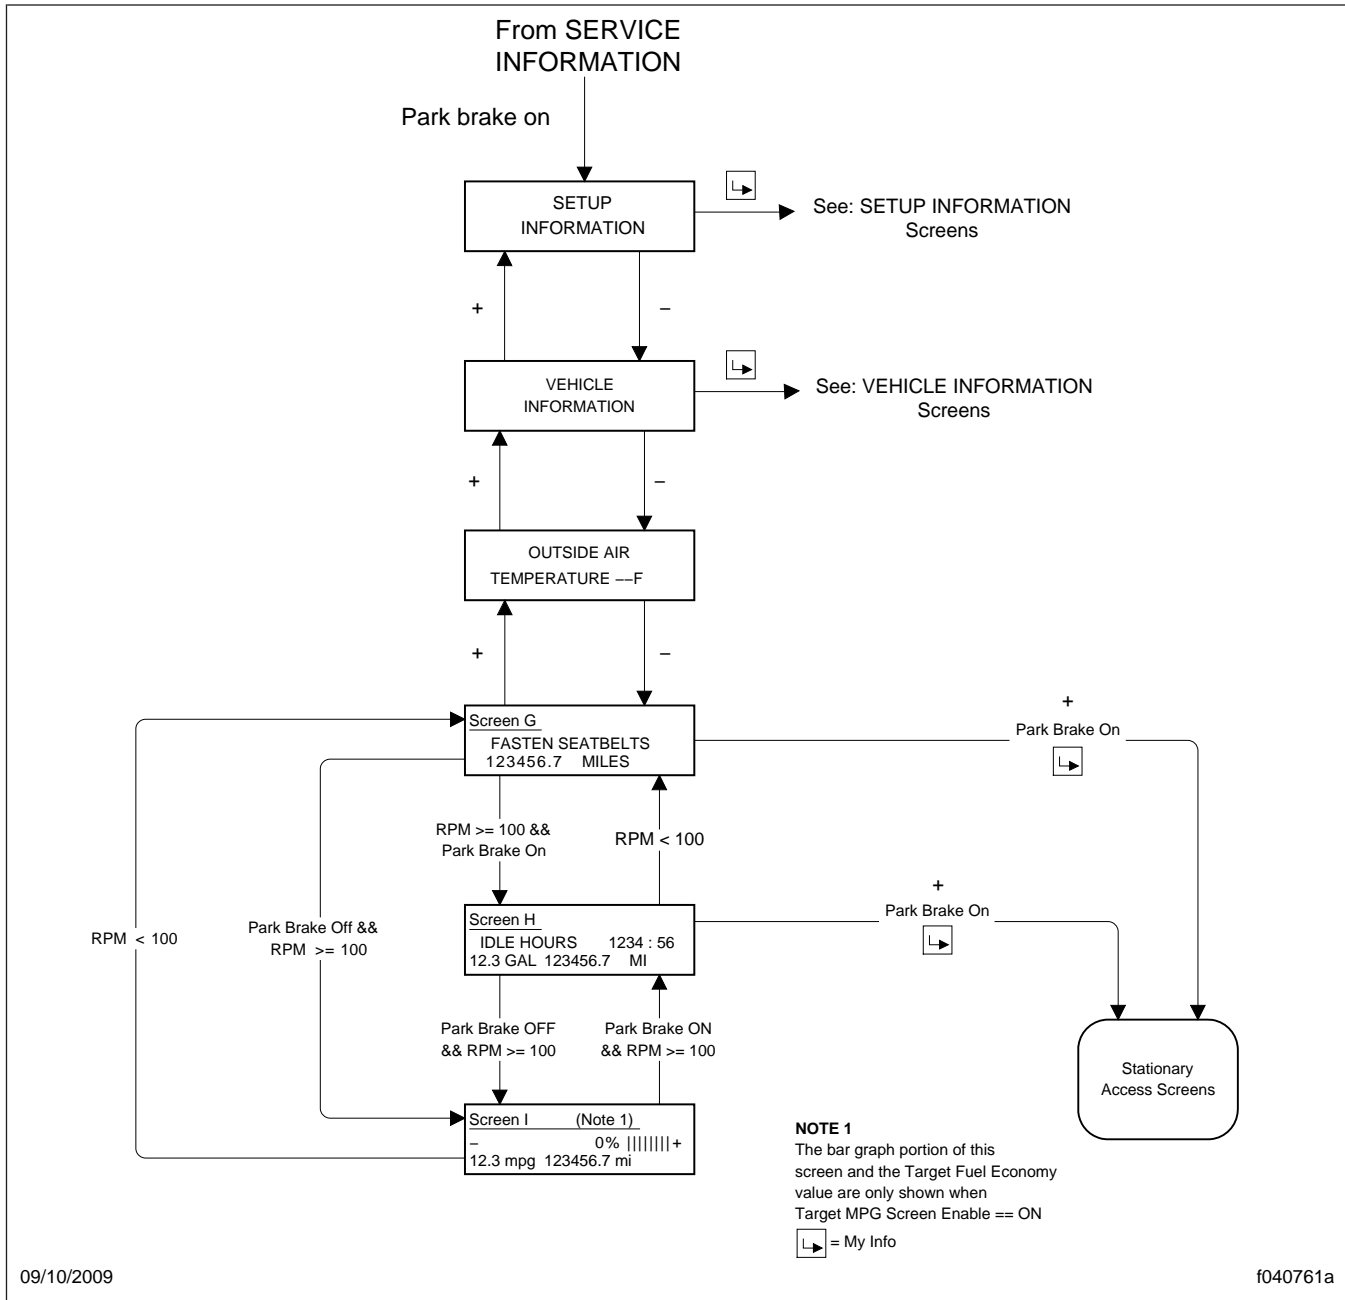 From SERVICE
INFORMATION
Park brake on
SETUP
INFORMATION
See: SETUP INFORMATION
Screens
+
–
VEHICLE
INFORMATION
See: VEHICLE INFORMATION
Screens
+
–
OUTSIDE AIR
TEMPERATURE ––F
+
–
Screen G
FASTEN SEATBELTS
123456.7 MILES
+
Park Brake On
RPM >= 100 &&
Park Brake On
RPM < 100
RPM < 100
Park Brake Off &&
RPM >= 100
Screen H
IDLE HOURS 1234 : 56
12.3 GAL 123456.7 MI
+
Park Brake On
Park Brake OFF
&& RPM >= 100
Park Brake ON
&& RPM >= 100
Stationary
Access Screens
Screen I (Note 1)
– 0% ||||||||+
12.3 mpg 123456.7 mi
NOTE 1
The bar graph portion of this
screen and the Target Fuel Economy
value are only shown when
Target MPG Screen Enable == ON
= My Info
09/10/2009
f040761a